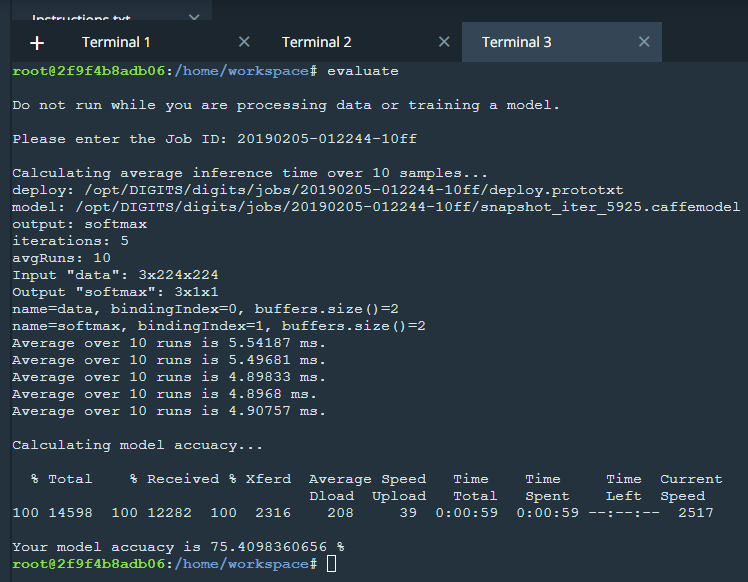 Instructions.txt ×
+ Terminal 1 × Terminal 2 × Terminal 3 ×
root@2f9f4b8adb06:/home/workspace# evaluate
Do not run while you are processing data or training a model.
Please enter the Job ID: 20190205-012244-10ff
Calculating average inference time over 10 samples...
deploy: /opt/DIGITS/digits/jobs/20190205-012244-10ff/deploy.prototxt
model: /opt/DIGITS/digits/jobs/20190205-012244-10ff/snapshot_iter_5925.caffemodel
output: softmax
iterations: 5
avgRuns: 10
Input "data": 3x224x224
Output "softmax": 3x1x1
name=data, bindingIndex=0, buffers.size()=2
name=softmax, bindingIndex=1, buffers.size()=2
Average over 10 runs is 5.54187 ms.
Average over 10 runs is 5.49681 ms.
Average over 10 runs is 4.89833 ms.
Average over 10 runs is 4.8968 ms.
Average over 10 runs is 4.90757 ms.
Calculating model accuacy...
% Total % Received % Xferd Average Speed Time Time Time Current
Dload Upload Total Spent Left Speed
100 14598 100 12282 100 2316 208 39 0:00:59 0:00:59 --:--:-- 2517
Your model accuacy is 75.4098360656 %
root@2f9f4b8adb06:/home/workspace#